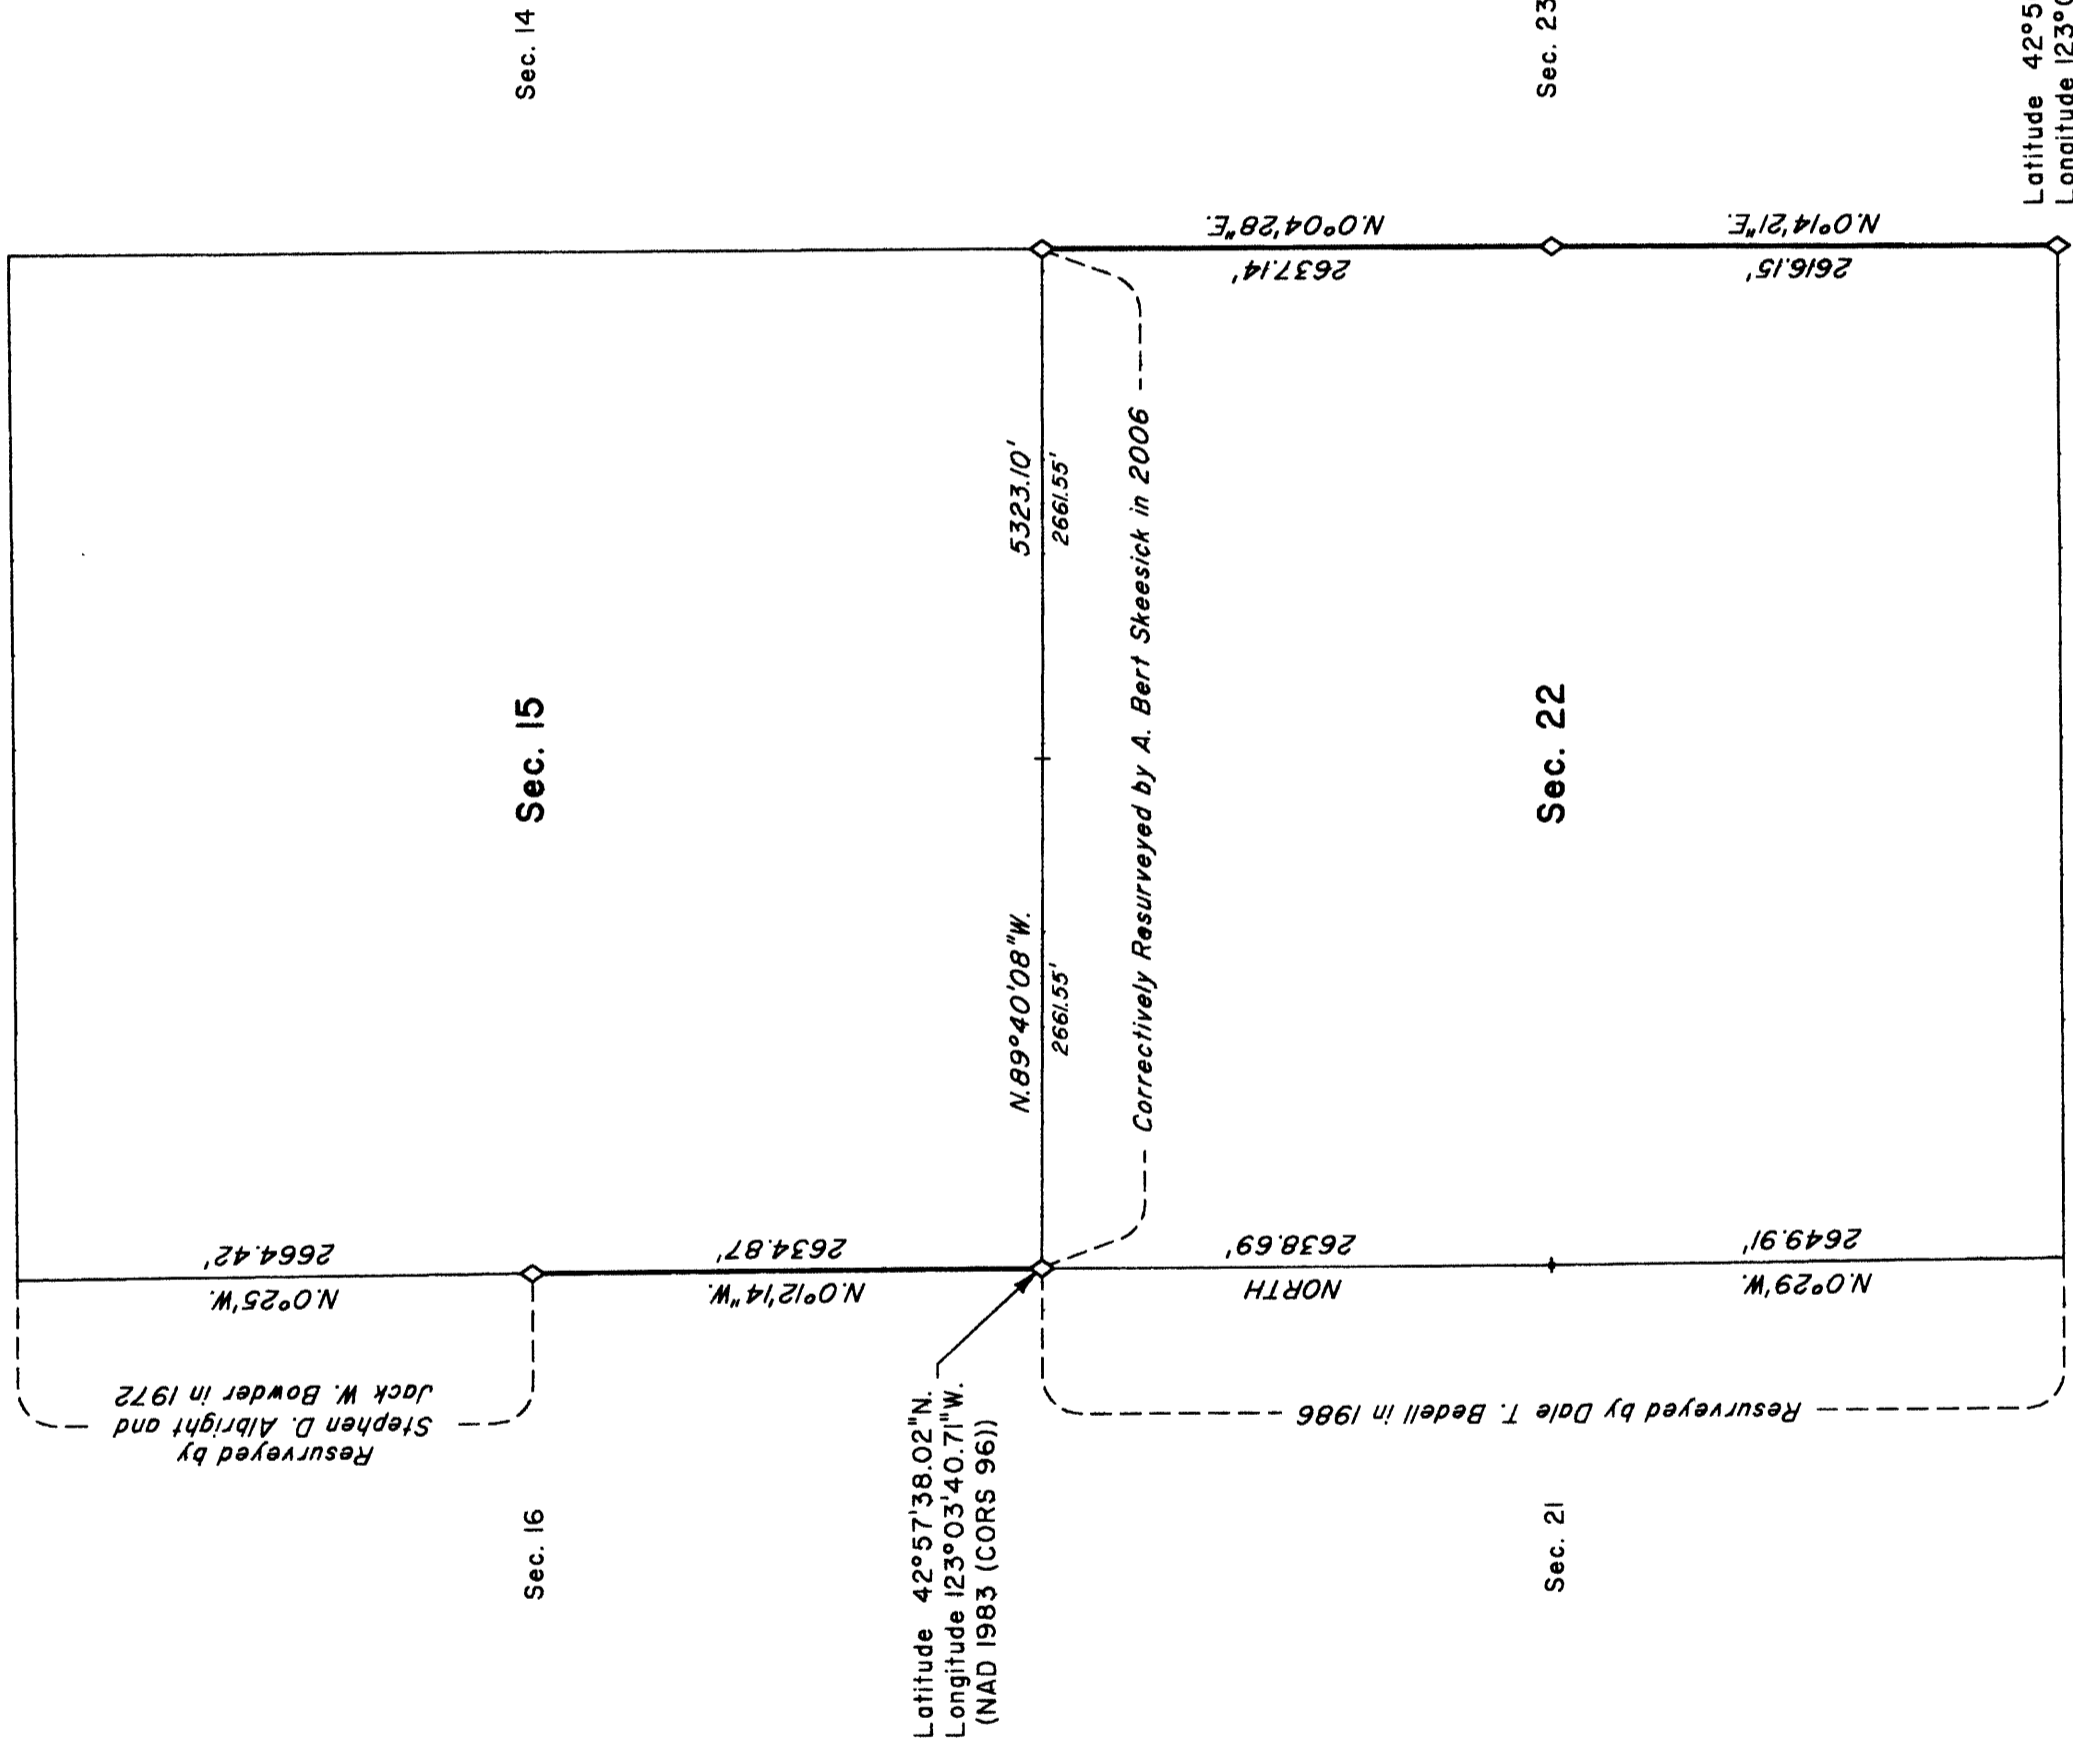 Sec. 14
Sec. 15
Sec. 16
2664.42'
N.0°25'W.
Resurveyed by
Stephen D. Albright and
Jack W. Bowder in 1972
2634.87'
N.0°12'14"W.
N.89°40'08"W.
5323.10'
2661.55'
2661.55'
Correctively Resurveyed by A. Bert Skeesick in 2006
Latitude 42°57'38.02"N.
Longitude 123°03'40.71"W.
(NAD 1983 (CORS 96))
N.0°04'28"E.
2637.14'
Sec. 23
Sec. 22
Sec. 21
2638.69'
NORTH
N.0°14'21"E.
2616.15'
2649.91'
N.0°29'W.
Resurveyed by Dale T. Bedell in 1986
Latitude 42°5
Longitude 123°